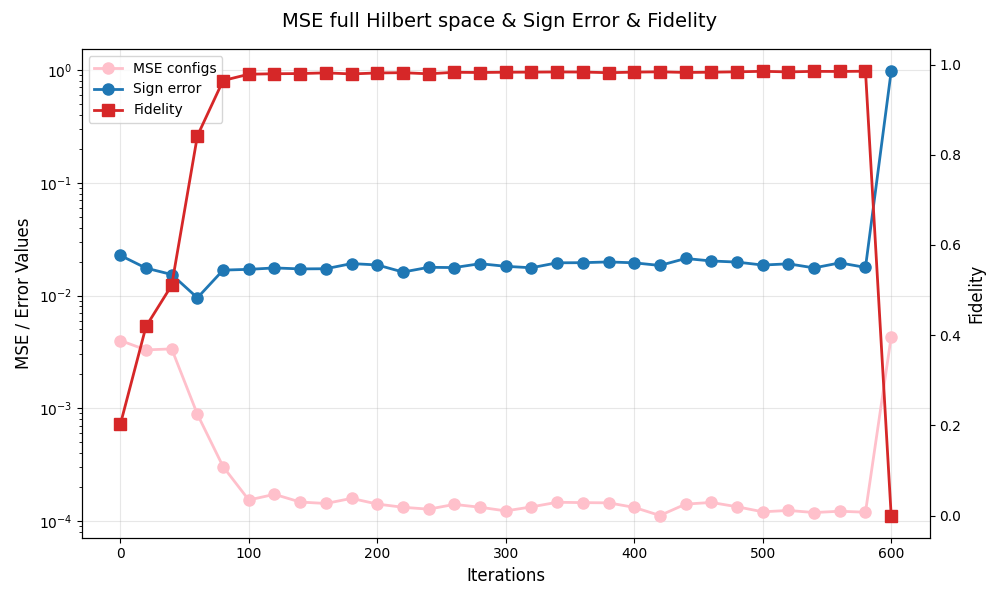 MSE full Hilbert space & Sign Error & Fidelity
MSE configs
Sign error
Fidelity
MSE / Error Values
10⁰
10⁻¹
10⁻²
10⁻³
10⁻⁴
1.0
0.8
0.6
0.4
0.2
0.0
Fidelity
0 100 200 300 400 500 600
Iterations